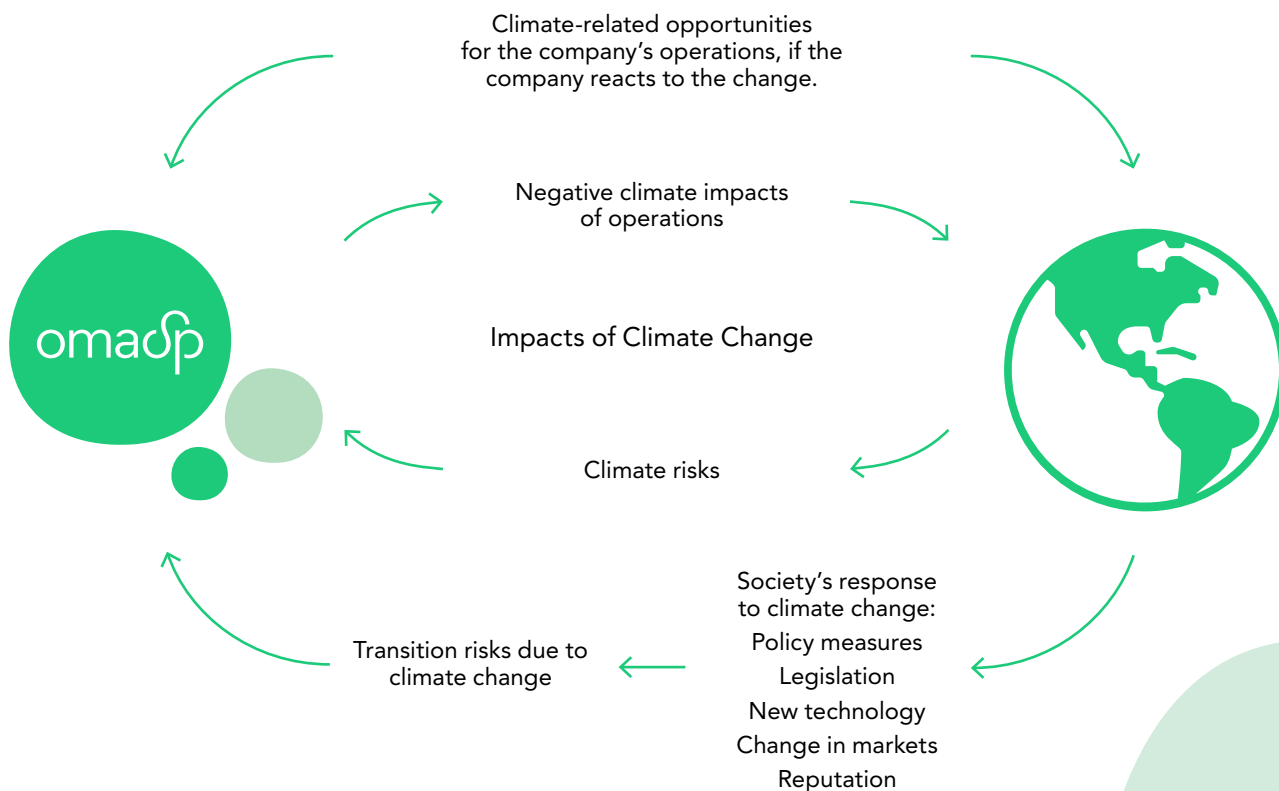 Climate-related opportunities
for the company’s operations, if the
company reacts to the change.
Negative climate impacts
of operations
omasp
Impacts of Climate Change
Climate risks
Society’s response
to climate change:
Policy measures
Legislation
New technology
Change in markets
Reputation
Transition risks due to
climate change